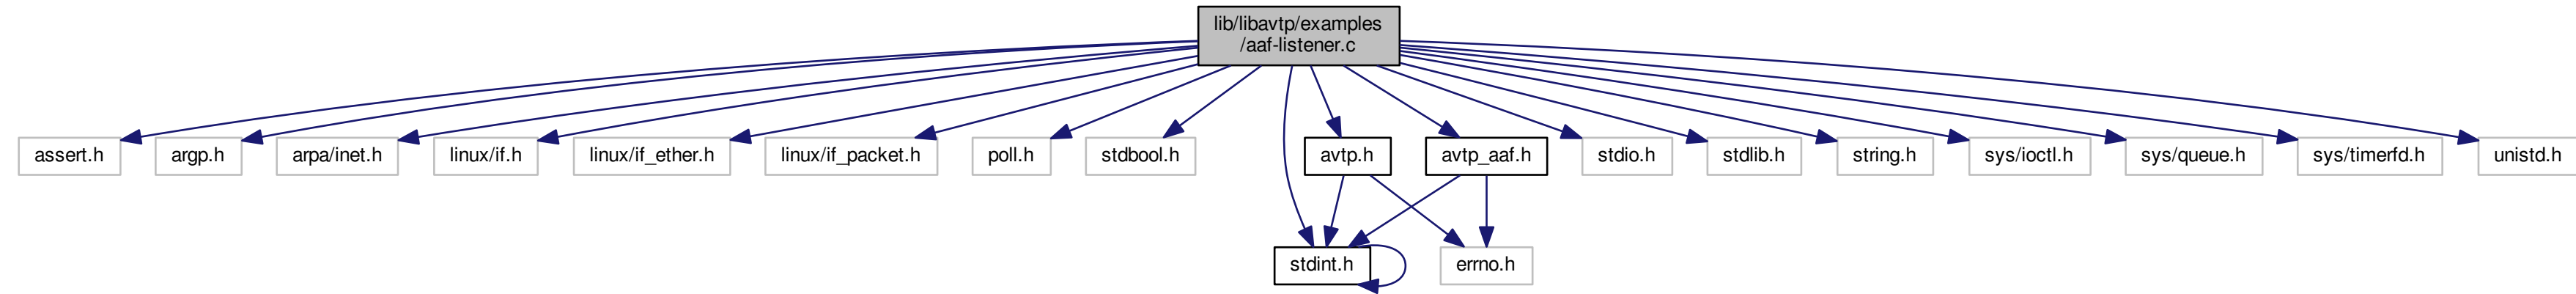 lib/libavtp/examples
/aaf-listener.c
assert.h
argp.h
arpa/inet.h
linux/if.h
linux/if_ether.h
linux/if_packet.h
poll.h
stdbool.h
avtp.h
avtp_aaf.h
stdio.h
stdlib.h
string.h
sys/ioctl.h
sys/queue.h
sys/timerfd.h
unistd.h
stdint.h
errno.h